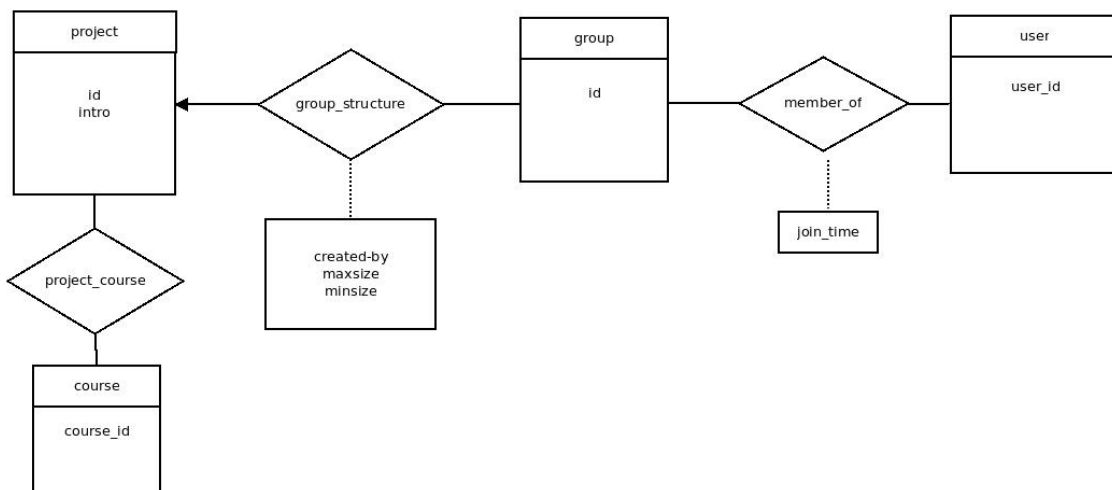 project
id
intro
group_structure
group
id
member_of
user
user_id
created-by
maxsize
minsize
join_time
project_course
course
course_id